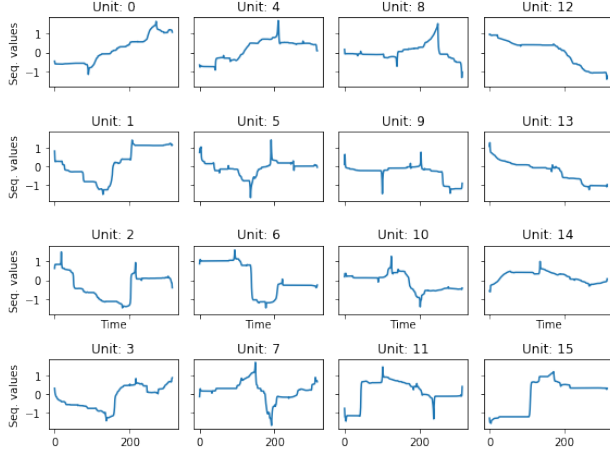 Unit: 0 Unit: 4 Unit: 8 Unit: 12
Seq. values 1 0 −1
Unit: 1 Unit: 5 Unit: 9 Unit: 13
Seq. values 1 0 −1
Unit: 2 Unit: 6 Unit: 10 Unit: 14
Seq. values 1 0 −1
Time Time Time Time
Unit: 3 Unit: 7 Unit: 11 Unit: 15
Seq. values 1 0 −1
0 200 0 200 0 200 0 200